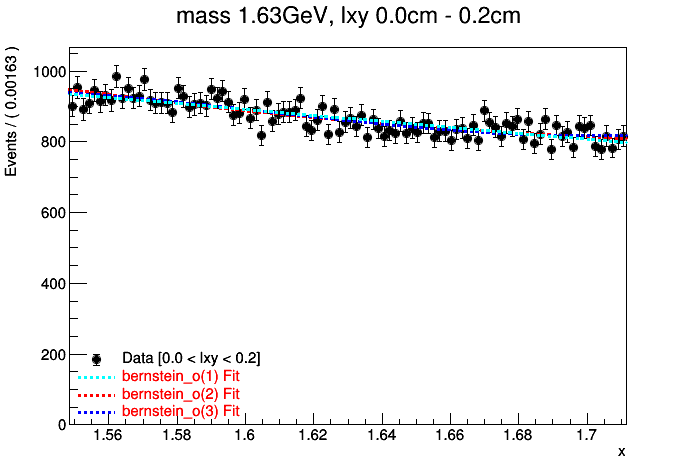 mass 1.63GeV, lxy 0.0cm - 0.2cm
Events / ( 0.00163 )
1000
800
600
400
200
0
Data [0.0 < lxy < 0.2]
bernstein_o(1) Fit
bernstein_o(2) Fit
bernstein_o(3) Fit
1.56 1.58 1.6 1.62 1.64 1.66 1.68 1.7
x